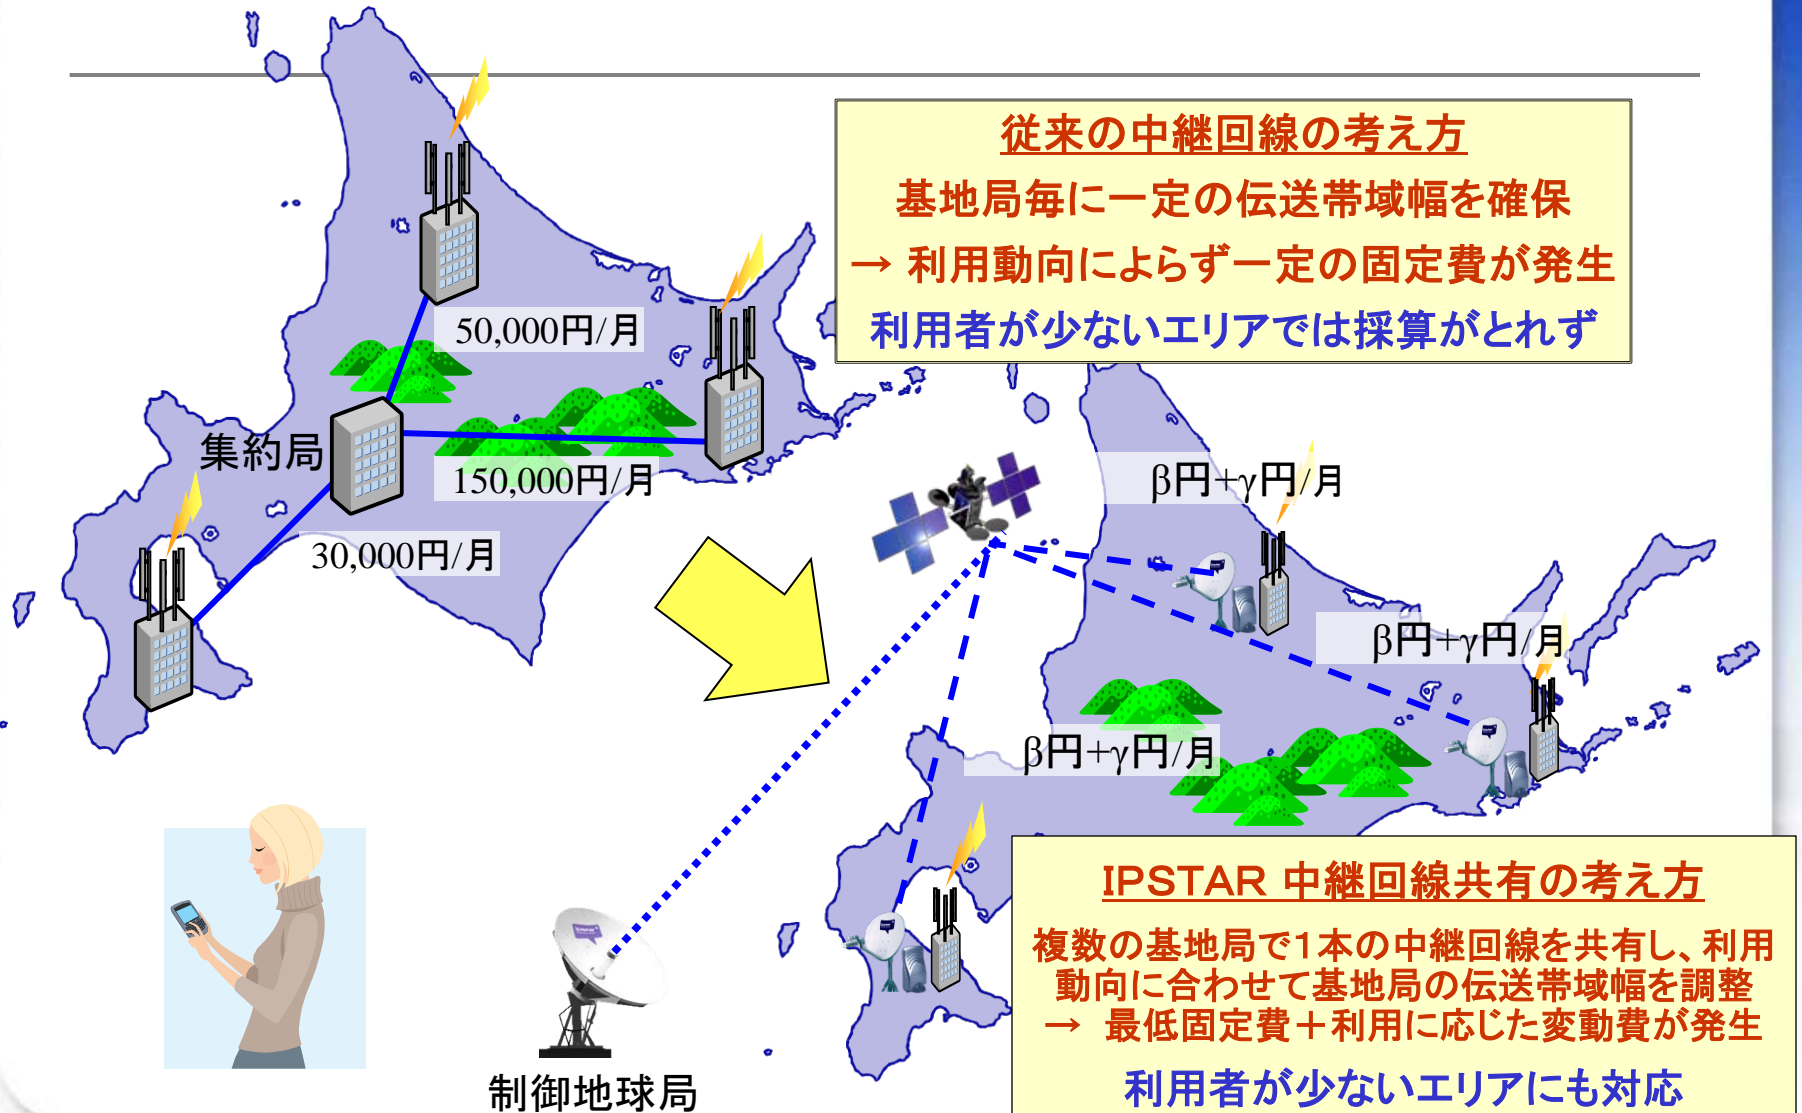 従来の中継回線の考え方
基地局毎に一定の伝送帯域幅を確保
→ 利用動向によらず一定の固定費が発生
利用者が少ないエリアでは採算がとれず
50,000円/月
集約局
150,000円/月
30,000円/月
β円+γ円/月
β円+γ円/月
β円+γ円/月
制御地球局
IPSTAR 中継回線共有の考え方
複数の基地局で1本の中継回線を共有し、利用
動向に合わせて基地局の伝送帯域幅を調整
→ 最低固定費＋利用に応じた変動費が発生
利用者が少ないエリアにも対応